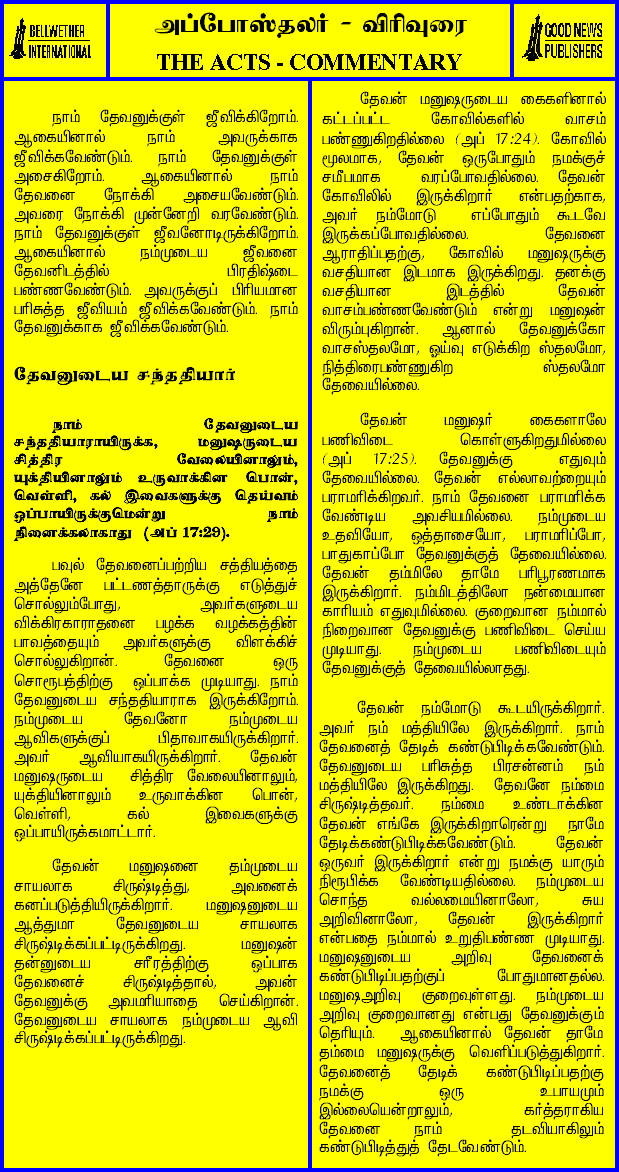 BELLWETHER
INTERNATIONAL
அப்போஸ்தலர் - விரிவுரை
THE ACTS - COMMENTARY
GOOD NEWS
PUBLISHERS
நாம் தேவனுக்குள் ஜீவிக்கிறோம்.
ஆகையினால் நாம் அவருக்காக
ஜீவிக்கவேண்டும். நாம் தேவனுக்குள்
அசைகிறோம். ஆகையினால் நாம்
தேவனை நோக்கி அசையவேண்டும்.
அவரை நோக்கி முன்னேறி வரவேண்டும்.
நாம் தேவனுக்குள் ஜீவனோடிருக்கிறோம்.
ஆகையினால் நம்முடைய ஜீவனை
தேவனிடத்தில் பிரதிஷ்டை
பண்ணவேண்டும். அவருக்குப் பிரியமான
பரிசுத்த ஜீவியம் ஜீவிக்கவேண்டும். நாம்
தேவனுக்காக ஜீவிக்கவேண்டும்.
தேவனுடைய சந்ததியார்
நாம் தேவனுடைய
சந்ததியாராயிருக்க, மனுஷருடைய
சித்திர வேலையினாலும்,
யுக்தியினாலும் உருவாக்கின பொன்,
வெள்ளி, கல் இவைகளுக்கு தெய்வம்
ஒப்பாயிருக்குமென்று நாம்
நினைக்கலாகாது (அப் 17:29).
பவுல் தேவனைப்பற்றிய சத்தியத்தை
அத்தேனே பட்டணத்தாருக்கு எடுத்துச்
சொல்லும்போது, அவர்களுடைய
விக்கிரகாராதனை பழக்க வழக்கத்தின்
பாவத்தையும் அவர்களுக்கு விளக்கிச்
சொல்லுகிறான். தேவனை ஒரு
சொரூபத்திற்கு ஒப்பாக்க முடியாது. நாம்
தேவனுடைய சந்ததியாராக இருக்கிறோம்.
நம்முடைய தேவனோ நம்முடைய
ஆவிகளுக்குப் பிதாவாகயிருக்கிறார்.
அவர் ஆவியாகயிருக்கிறார். தேவன்
மனுஷருடைய சித்திர வேலையினாலும்,
யுக்தியினாலும் உருவாக்கின பொன்,
வெள்ளி, கல் இவைகளுக்கு
ஒப்பாயிருக்கமாட்டார்.
தேவன் மனுஷனை தம்முடைய
சாயலாக சிருஷ்டித்து, அவனைக்
கனப்படுத்தியிருக்கிறார். மனுஷனுடைய
ஆத்துமா தேவனுடைய சாயலாக
சிருஷ்டிக்கப்பட்டிருக்கிறது. மனுஷன்
தன்னுடைய சரீரத்திற்கு ஒப்பாக
தேவனைச் சிருஷ்டித்தால், அவன்
தேவனுக்கு அவமரியாதை செய்கிறான்.
தேவனுடைய சாயலாக நம்முடைய ஆவி
சிருஷ்டிக்கப்பட்டிருக்கிறது.
தேவன் மனுஷருடைய கைகளினால்
கட்டப்பட்ட கோவில்களில் வாசம்
பண்ணுகிறதில்லை (அப் 17:24). கோவில்
மூலமாக, தேவன் ஒருபோதும் நமக்குச்
சமீபமாக வரப்போவதில்லை. தேவன்
கோவிலில் இருக்கிறார் என்பதற்காக,
அவர் நம்மோடு எப்போதும் கூடவே
இருக்கப்போவதில்லை. தேவனை
ஆராதிப்பதற்கு, கோவில் மனுஷருக்கு
வசதியான இடமாக இருக்கிறது. தனக்கு
வசதியான இடத்தில் தேவன்
வாசம்பண்ணவேண்டும் என்று மனுஷன்
விரும்புகிறான். ஆனால் தேவனுக்கோ
வாசஸ்தலமோ, ஓய்வு எடுக்கிற ஸ்தலமோ,
நித்திரைபண்ணுகிற ஸ்தலமோ
தேவையில்லை.
தேவன் மனுஷர் கைகளாலே
பணிவிடை கொள்ளுகிறதுமில்லை
(அப் 17:25). தேவனுக்கு எதுவும்
தேவையில்லை. தேவன் எல்லாவற்றையும்
பராமரிக்கிறவர். நாம் தேவனை பராமரிக்க
வேண்டிய அவசியமில்லை. நம்முடைய
உதவியோ, ஒத்தாசையோ, பராமரிப்போ,
பாதுகாப்போ தேவனுக்குத் தேவையில்லை.
தேவன் தம்மிலே தாமே பரிபூரணமாக
இருக்கிறார். நம்மிடத்திலோ நன்மையான
காரியம் எதுவுமில்லை. குறைவான நம்மால்
நிறைவான தேவனுக்கு பணிவிடை செய்ய
முடியாது. நம்முடைய பணிவிடையும்
தேவனுக்குத் தேவையில்லாதது.
தேவன் நம்மோடு கூடயிருக்கிறார்.
அவர் நம் மத்தியிலே இருக்கிறார். நாம்
தேவனைத் தேடிக் கண்டுபிடிக்கவேண்டும்.
தேவனுடைய பரிசுத்த பிரசன்னம் நம்
மத்தியிலே இருக்கிறது. தேவனே நம்மை
சிருஷ்டித்தவர். நம்மை உண்டாக்கின
தேவன் எங்கே இருக்கிறாரென்று நாமே
தேடிக்கண்டுபிடிக்கவேண்டும். தேவன்
ஒருவர் இருக்கிறார் என்று நமக்கு யாரும்
நிரூபிக்க வேண்டியதில்லை. நம்முடைய
சொந்த வல்லமையினாலோ, சுய
அறிவினாலோ, தேவன் இருக்கிறார்
என்பதை நம்மால் உறுதிபண்ண முடியாது.
மனுஷனுடைய அறிவு தேவனைக்
கண்டுபிடிப்பதற்குப் போதுமானதல்ல.
மனுஷஅறிவு குறைவுள்ளது. நம்முடைய
அறிவு குறைவானது என்பது தேவனுக்கும்
தெரியும். ஆகையினால் தேவன் தாமே
தம்மை மனுஷருக்கு வெளிப்படுத்துகிறார்.
தேவனைத் தேடிக் கண்டுபிடிப்பதற்கு
நமக்கு ஒரு உபாயமும்
இல்லையென்றாலும், கர்த்தராகிய
தேவனை நாம் தடவியாகிலும்
கண்டுபிடித்துத் தேடவேண்டும்.